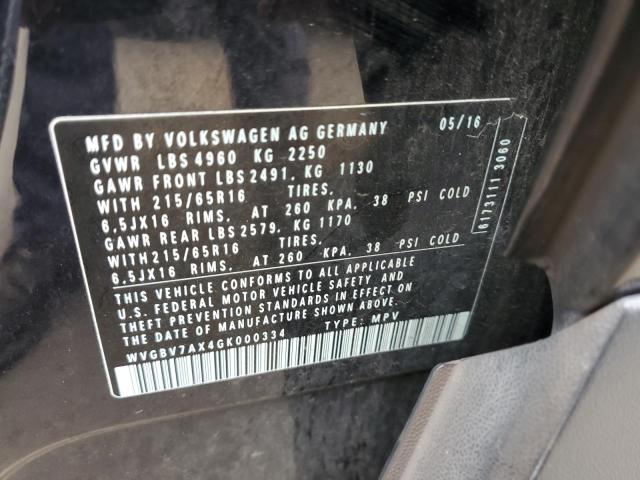 MFD BY VOLKSWAGEN AG GERMANY 05/16
GVWR LBS 4960 KG 2250
GAWR FRONT LBS 2491, KG 1130
WITH 215/65R16 TIRES.
6,5JX16 RIMS. AT 260 KPA, 38 PSI COLD
GAWR REAR LBS 2579. KG 1170
WITH 215/65R16 TIRES.
6,5JX16 RIMS. AT 260 KPA, 38 PSI COLD
THIS VEHICLE CONFORMS TO ALL APPLICABLE
U.S. FEDERAL MOTOR VEHICLE SAFETY AND
THEFT PREVENTION STANDARDS IN EFFECT ON
THE DATE OF MANUFACTURE SHOWN ABOVE.
WVGBV7AX4GK000334 TYPE: MPV
6173111 3060